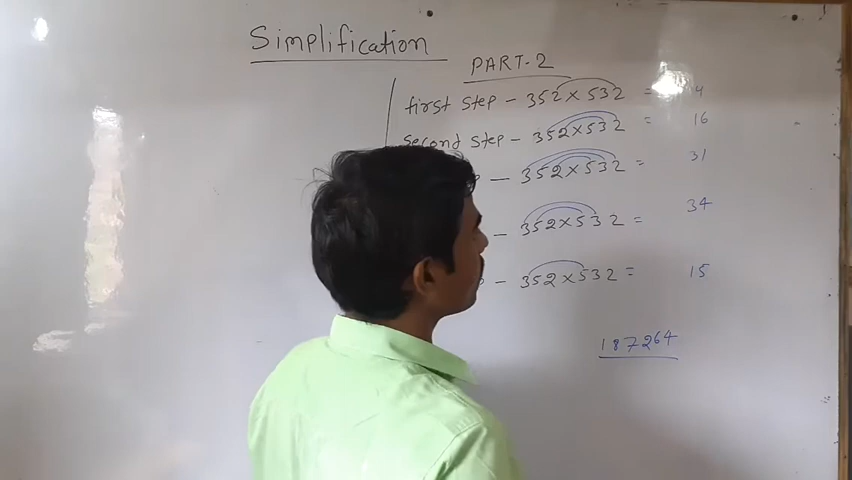 Simplification
PART-2
first step - 352 x 532 = 4
second step - 352 x 532 = 16
- 352 x 532 = 31
- 352 x 532 = 34
- 352 x 532 = 15
187264